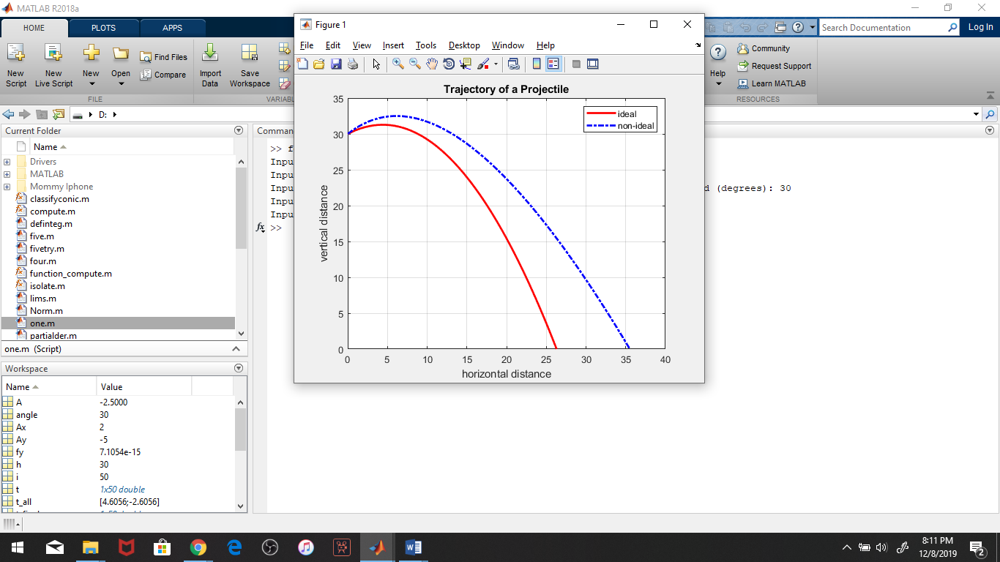 MATLAB R2018a
HOME
PLOTS
APPS
Search Documentation
Log In
New
Script
New
Live Script
New
Open
Find Files
Compare
Import
Data
Save
Workspace
Help
Community
Request Support
Learn MATLAB
FILE
VARIABL
RESOURCES
D:
Current Folder
Name
Drivers
MATLAB
Mommy Iphone
classifyconic.m
compute.m
definteg.m
five.m
fivetry.m
four.m
function_compute.m
isolate.m
lims.m
Norm.m
one.m
partialder.m
one.m (Script)
Workspace
Name Value
A -2.5000
angle 30
Ax 2
Ay -5
fy 7.1054e-15
h 30
i 50
t 1x50 double
t_all [4.6056;-2.6056]
Comman
>> f
Inpu
Inpu
Inpu
d (degrees): 30
Inpu
Inpu
fx >>
Figure 1
File Edit View Insert Tools Desktop Window Help
Trajectory of a Projectile
ideal
non-ideal
vertical distance
35
30
25
20
15
10
5
0
0 5 10 15 20 25 30 35 40
horizontal distance
8:11 PM
12/8/2019
2